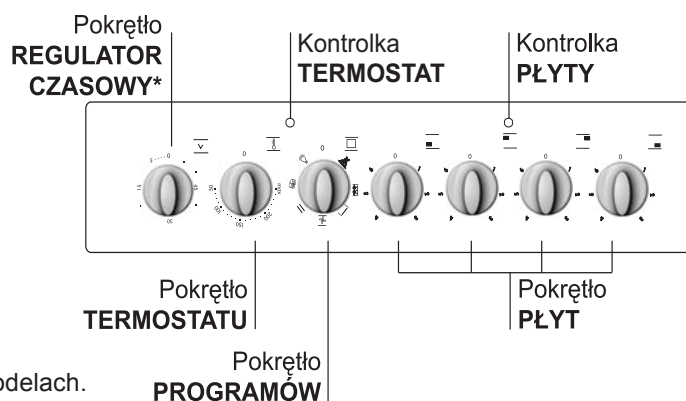 Pokrętło
REGULATOR
CZASOWY*
Kontrolka
TERMOSTAT
Kontrolka
PŁYTY
Pokrętło
TERMOSTATU
Pokrętło
PŁYT
Pokrętło
PROGRAMÓW
odelach.